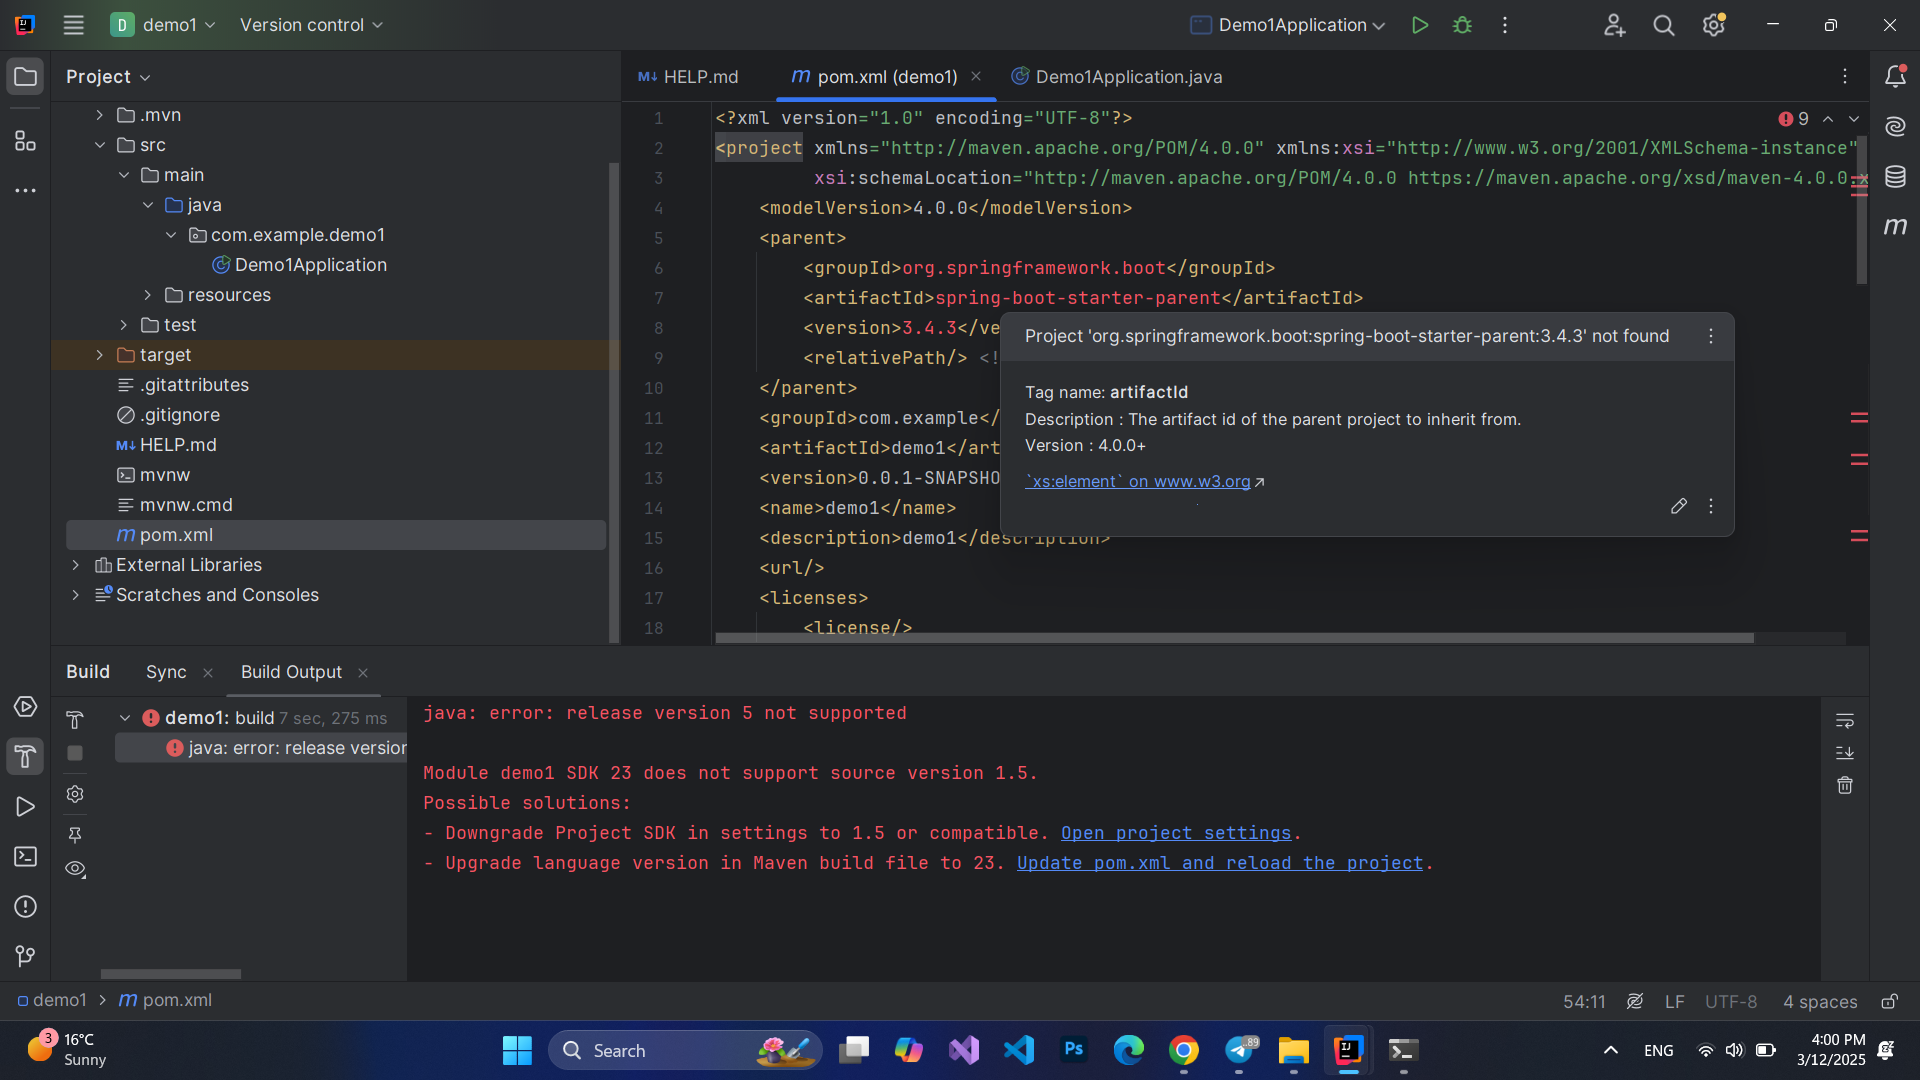 D demo1
Version control
Demo1Application
Project
.mvn
src
main
java
com.example.demo1
Demo1Application
resources
test
target
.gitattributes
.gitignore
M↓ HELP.md
mvnw
mvnw.cmd
m pom.xml
External Libraries
Scratches and Consoles
M↓ HELP.md
m pom.xml (demo1)
Demo1Application.java
9
1 <?xml version="1.0" encoding="UTF-8"?>
2 <project xmlns="http://maven.apache.org/POM/4.0.0" xmlns:xsi="http://www.w3.org/2001/XMLSchema-instance"
3 xsi:schemaLocation="http://maven.apache.org/POM/4.0.0 https://maven.apache.org/xsd/maven-4.0.0.x
4 <modelVersion>4.0.0</modelVersion>
5 <parent>
6 <groupId>org.springframework.boot</groupId>
7 <artifactId>spring-boot-starter-parent</artifactId>
8 <version>3.4.3</ve
9 <relativePath/> <!
10 </parent>
11 <groupId>com.example</
12 <artifactId>demo1</art
13 <version>0.0.1-SNAPSHO
14 <name>demo1</name>
15 <description>demo1</description>
16 <url/>
17 <licenses>
18 <license/>
Project 'org.springframework.boot:spring-boot-starter-parent:3.4.3' not found
Tag name: artifactId
Description : The artifact id of the parent project to inherit from.
Version : 4.0.0+
`xs:element` on www.w3.org
m
Build
Sync
Build Output
demo1: build 7 sec, 275 ms
java: error: release version
java: error: release version 5 not supported
Module demo1 SDK 23 does not support source version 1.5.
Possible solutions:
- Downgrade Project SDK in settings to 1.5 or compatible. Open project settings.
- Upgrade language version in Maven build file to 23. Update pom.xml and reload the project.
demo1 > m pom.xml
54:11
LF
UTF-8
4 spaces
3
16°C
Sunny
Search
Ps
.89
ENG
4:00 PM
3/12/2025